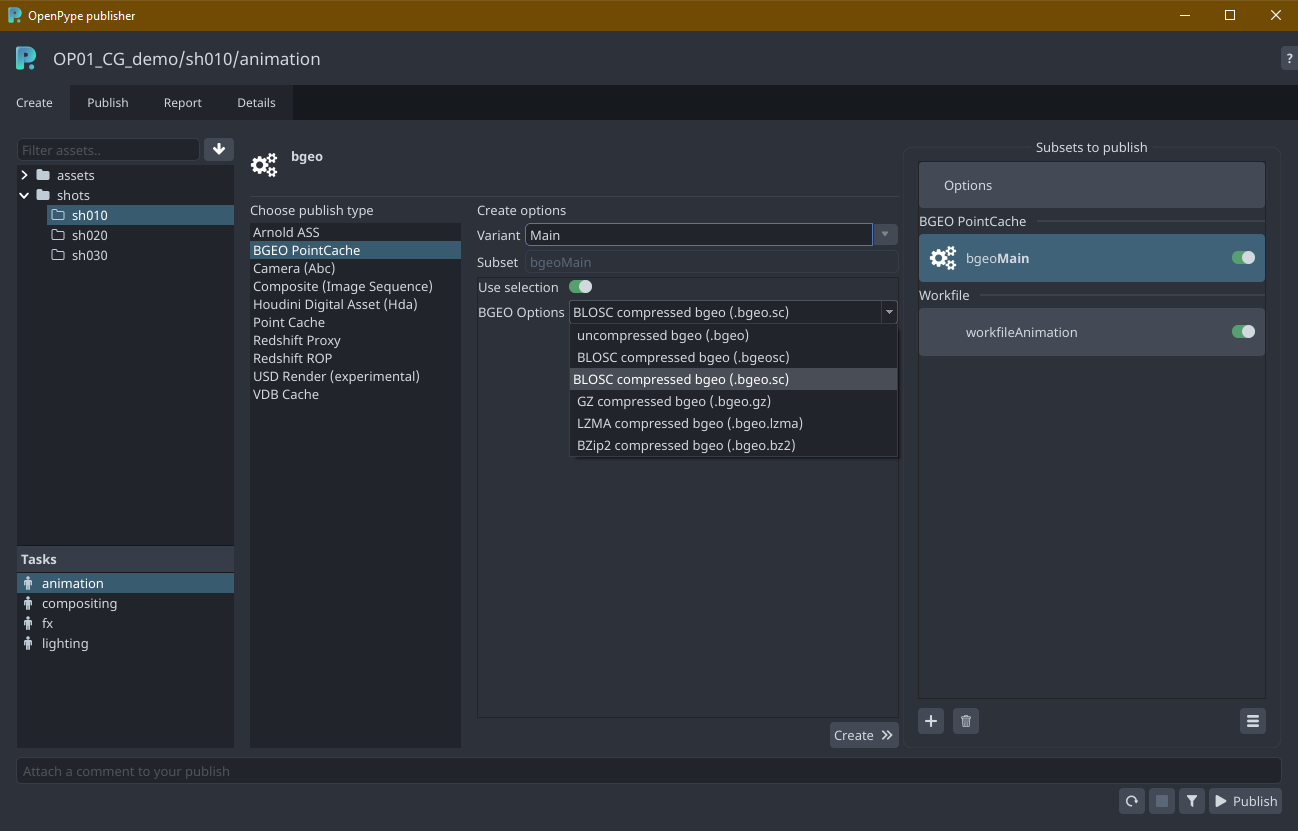 OpenPype publisher
OP01_CG_demo/sh010/animation
?
Create
Publish
Report
Details
Filter assets..
assets
shots
sh010
sh020
sh030
Tasks
animation
compositing
fx
lighting
bgeo
Choose publish type
Arnold ASS
BGEO PointCache
Camera (Abc)
Composite (Image Sequence)
Houdini Digital Asset (Hda)
Point Cache
Redshift Proxy
Redshift ROP
USD Render (experimental)
VDB Cache
Create options
Variant Main
Subset bgeoMain
Use selection
BGEO Options BLOSC compressed bgeo (.bgeo.sc)
uncompressed bgeo (.bgeo)
BLOSC compressed bgeo (.bgeosc)
BLOSC compressed bgeo (.bgeo.sc)
GZ compressed bgeo (.bgeo.gz)
LZMA compressed bgeo (.bgeo.lzma)
BZip2 compressed bgeo (.bgeo.bz2)
Create
Subsets to publish
Options
BGEO PointCache
bgeoMain
Workfile
workfileAnimation
Attach a comment to your publish
Publish